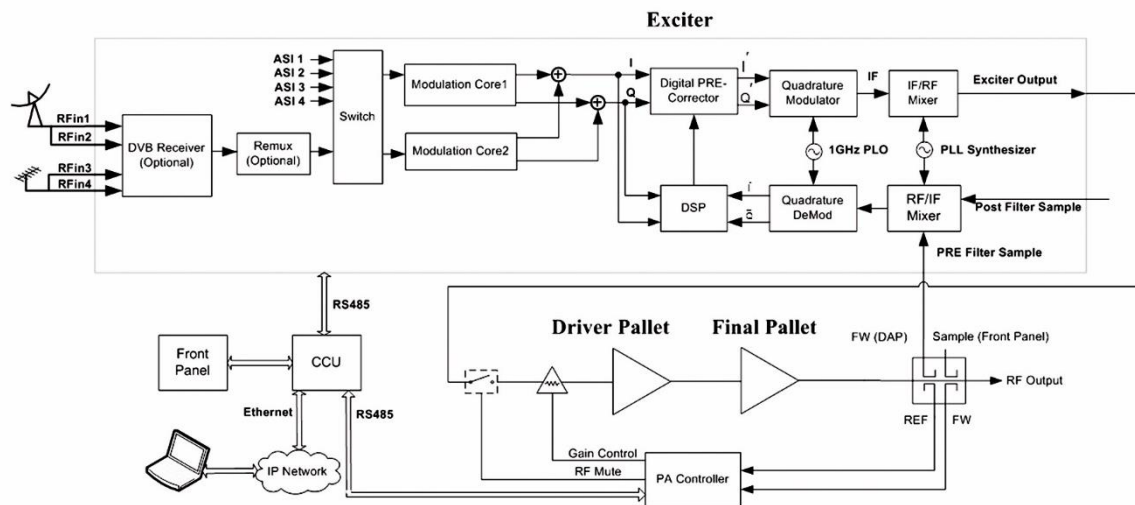 Exciter
ASI 1
ASI 2
ASI 3
ASI 4
Switch
Modulation Core1
Modulation Core2
I
Q
Digital PRE-
Corrector
I'
Q'
Quadrature
Modulator
IF
IF/RF
Mixer
Exciter Output
RFin1
RFin2
RFin3
RFin4
DVB Receiver
(Optional)
Remux
(Optional)
1GHz PLO
PLL Synthesizer
DSP
Quadrature
DeMod
RF/IF
Mixer
Post Filter Sample
PRE Filter Sample
RS485
Front
Panel
CCU
Ethernet
RS485
IP Network
Driver Pallet
Final Pallet
FW (DAP)
Sample (Front Panel)
RF Output
REF
FW
Gain Control
RF Mute
PA Controller